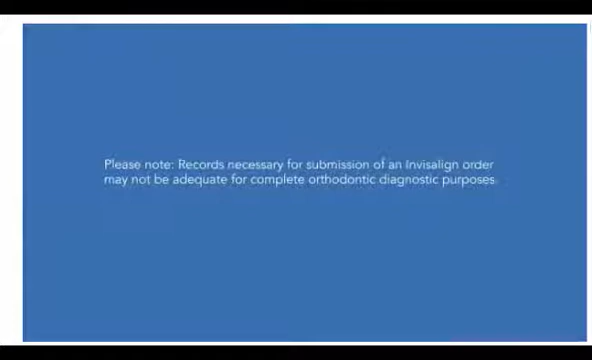 Please note: Records necessary for submission of an Invisalign order
may not be adequate for complete orthodontic diagnostic purposes.